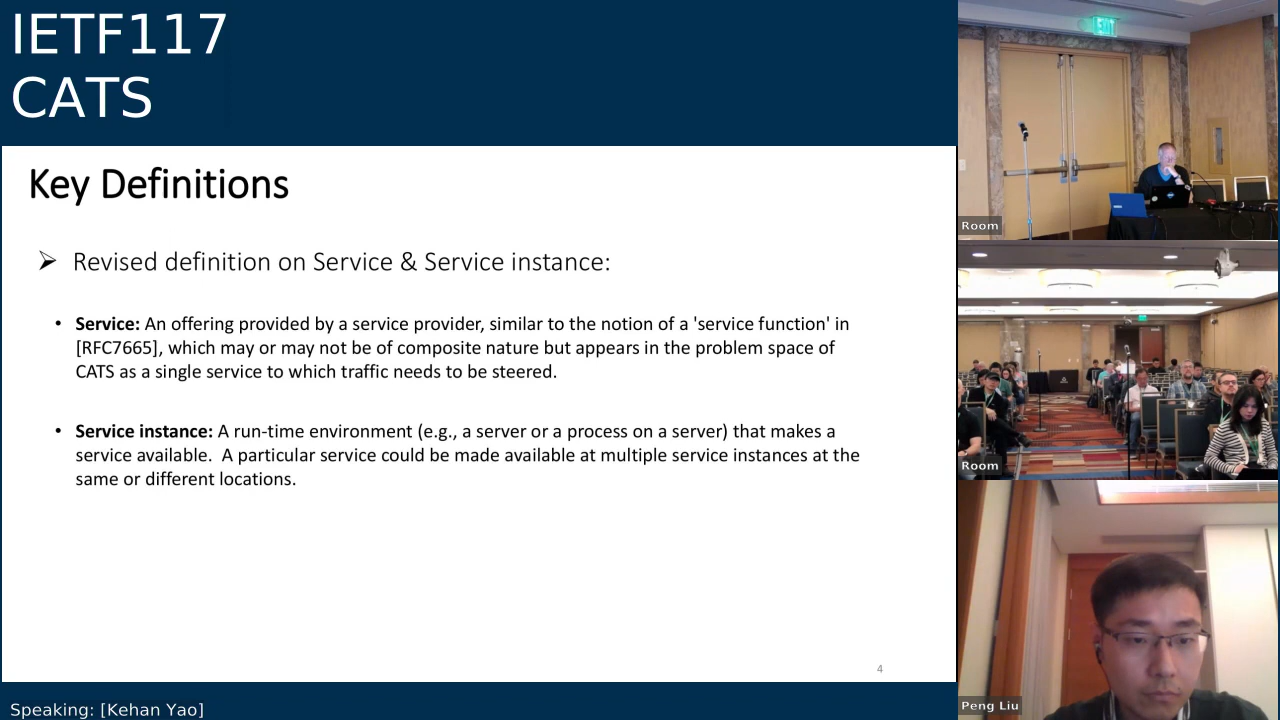 IETF117
CATS
Key Definitions
➢ Revised definition on Service & Service instance:
• Service: An offering provided by a service provider, similar to the notion of a 'service function' in
[RFC7665], which may or may not be of composite nature but appears in the problem space of
CATS as a single service to which traffic needs to be steered.
• Service instance: A run-time environment (e.g., a server or a process on a server) that makes a
service available.  A particular service could be made available at multiple service instances at the
same or different locations.
4
Speaking: [Kehan Yao]
EXIT
Room
Room
Peng Liu